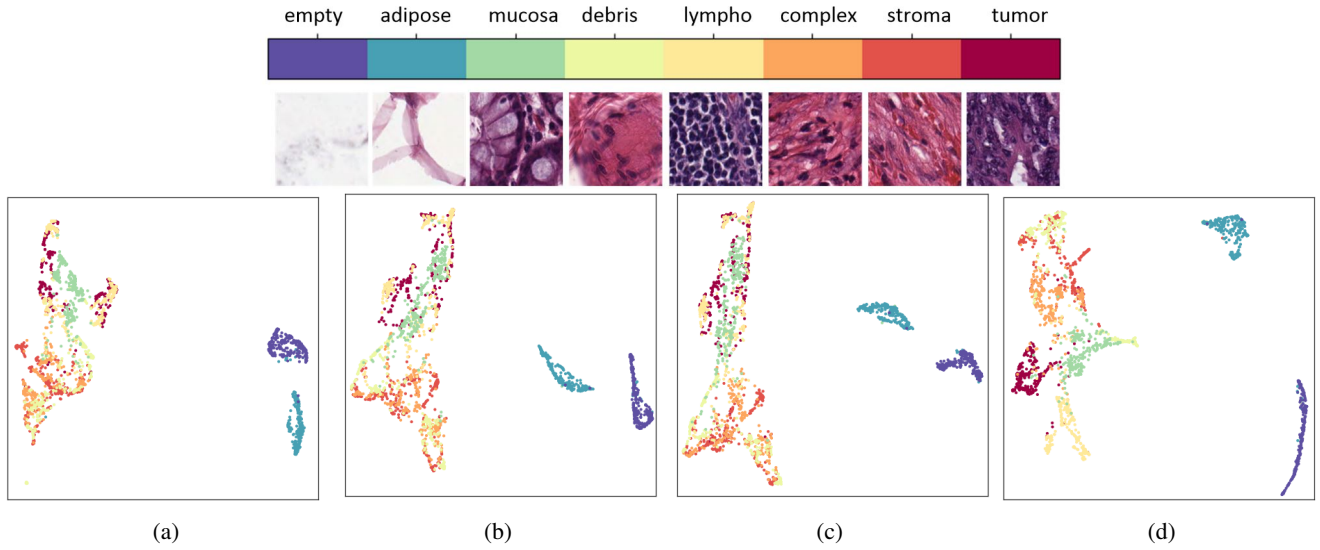 empty adipose mucosa debris lympho complex stroma tumor
(a) (b) (c) (d)